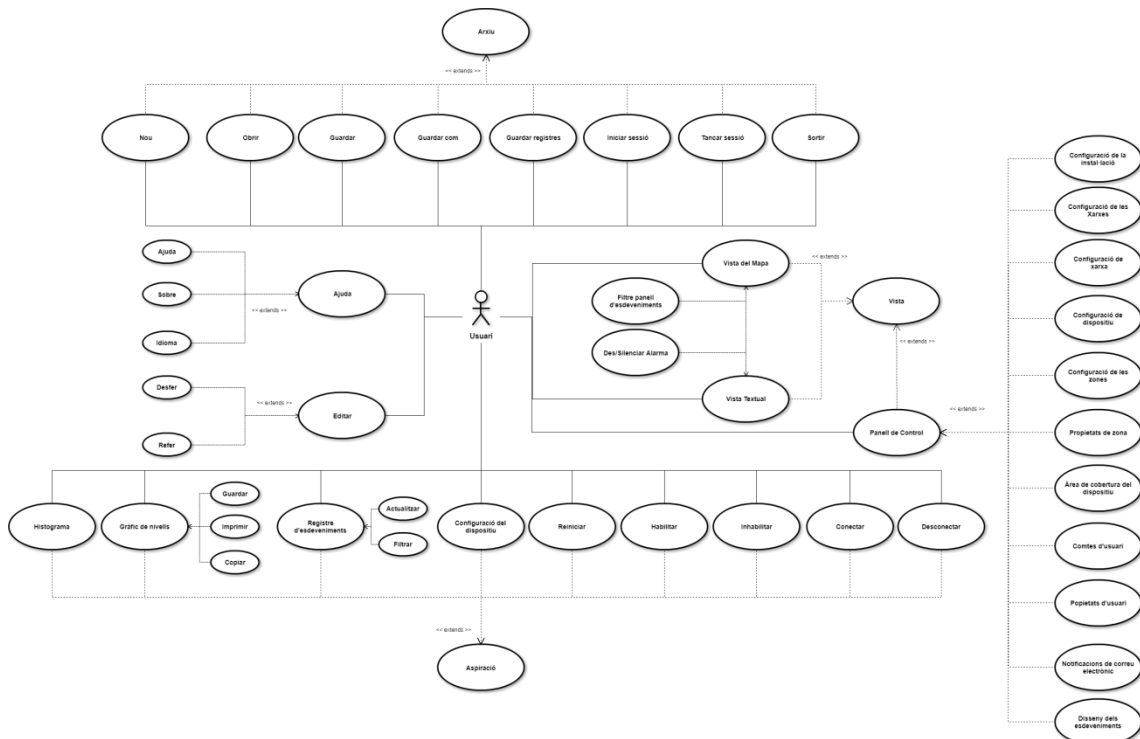 Arxiu
<< extends >>
Nou
Obrir
Guardar
Guardar com
Guardar registres
Iniciar sessió
Tancar sessió
Sortir
Configuració de la
instal·lació
Configuració de les
Xarxes
Configuració de
xarxa
Configuració de
dispositiu
Configuració de les
zones
<< extends >>
Propietats de zona
Àrea de cobertura del
dispositiu
Comtes d'usuari
Popietats d'usuari
Notificacions de correu
electrònic
Disseny dels
esdeveniments
Ajuda
Sobre
Idioma
<< extends >>
Ajuda
Desfer
Refer
<< extends >>
Editar
Usuari
Vista del Mapa
Filtre panell
d'esdeveniments
Des/Silenciar Alarma
Vista Textual
<< extends >>
Vista
<< extends >>
Panell de Control
Histograma
Gràfic de nivells
Guardar
Imprimir
Copiar
Registre
d'esdeveniments
Actualitzar
Filtrar
Configuració del
dispositiu
Reiniciar
Habilitar
Inhabilitar
Conectar
Desconectar
<< extends >>
Aspiració